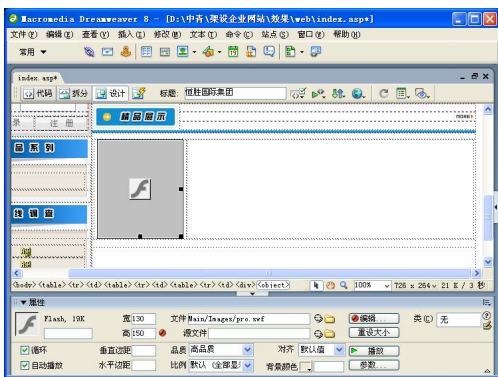 Macromedia Dreamweaver 8 - [D:\中青\架设企业网站\效果\web\index.asp*]
文件(F) 编辑(E) 查看(V) 插入(I) 修改(M) 文本(T) 命令(C) 站点(S) 窗口(W) 帮助(H)
常用
index.asp*
代码 拆分 设计 标题: 恒胜国际集团
录 注 册 精品展示 more
品系列
线调查
<body> <table> <tr> <td> <table> <tr> <td> <table> <tr> <td> <div> <object> 100% 726 x 264 21 K / 3 秒
属性
Flash, 19K 宽 130 文件 Main/Images/pro.swf 编辑... 类(C) 无
高 150 源文件 重设大小
循环 垂直边距 品质 高品质 对齐 默认值 播放
自动播放 水平边距 比例 默认 (全部显 背景颜色 参数...